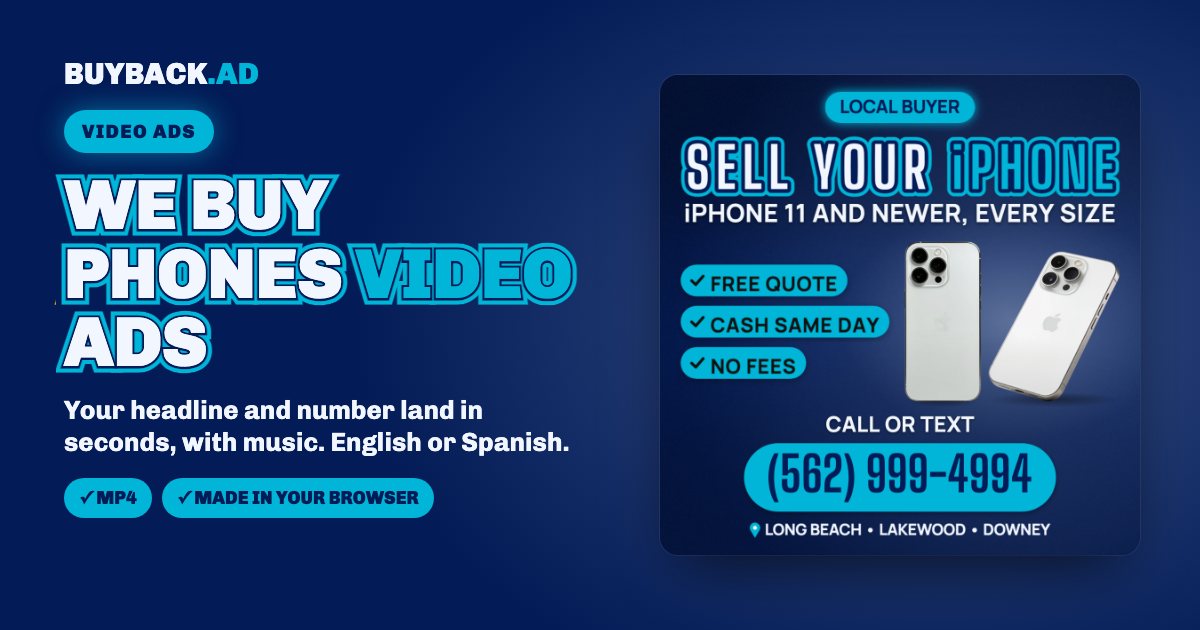 BUYBACK.AD
VIDEO ADS
WE BUY
PHONES VIDEO
ADS
Your headline and number land in
seconds, with music. English or Spanish.
✓MP4
✓MADE IN YOUR BROWSER
LOCAL BUYER
SELL YOUR iPHONE
iPHONE 11 AND NEWER, EVERY SIZE
✓ FREE QUOTE
✓ CASH SAME DAY
✓ NO FEES
CALL OR TEXT
(562) 999-4994
LONG BEACH • LAKEWOOD • DOWNEY